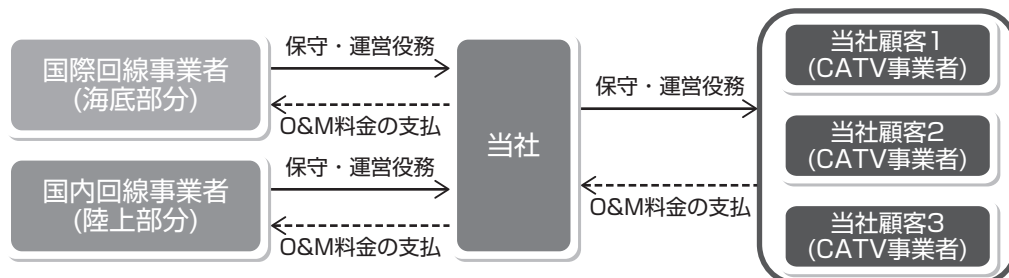 国際回線事業者
(海底部分)
保守・運営役務
O&M料金の支払
国内回線事業者
(陸上部分)
保守・運営役務
O&M料金の支払
当社
保守・運営役務
O&M料金の支払
当社顧客1
(CATV事業者)
当社顧客2
(CATV事業者)
当社顧客3
(CATV事業者)